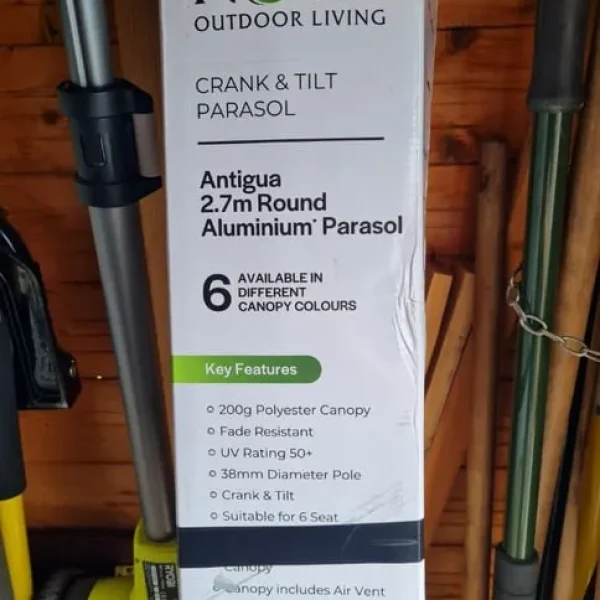 OUTDOOR LIVING
CRANK & TILT
PARASOL
Antigua
2.7m Round
Aluminium* Parasol
6 AVAILABLE IN
DIFFERENT
CANOPY COLOURS
Key Features
200g Polyester Canopy
Fade Resistant
UV Rating 50+
38mm Diameter Pole
Crank & Tilt
Suitable for 6 Seat
Canopy
Canopy includes Air Vent
RYOBI